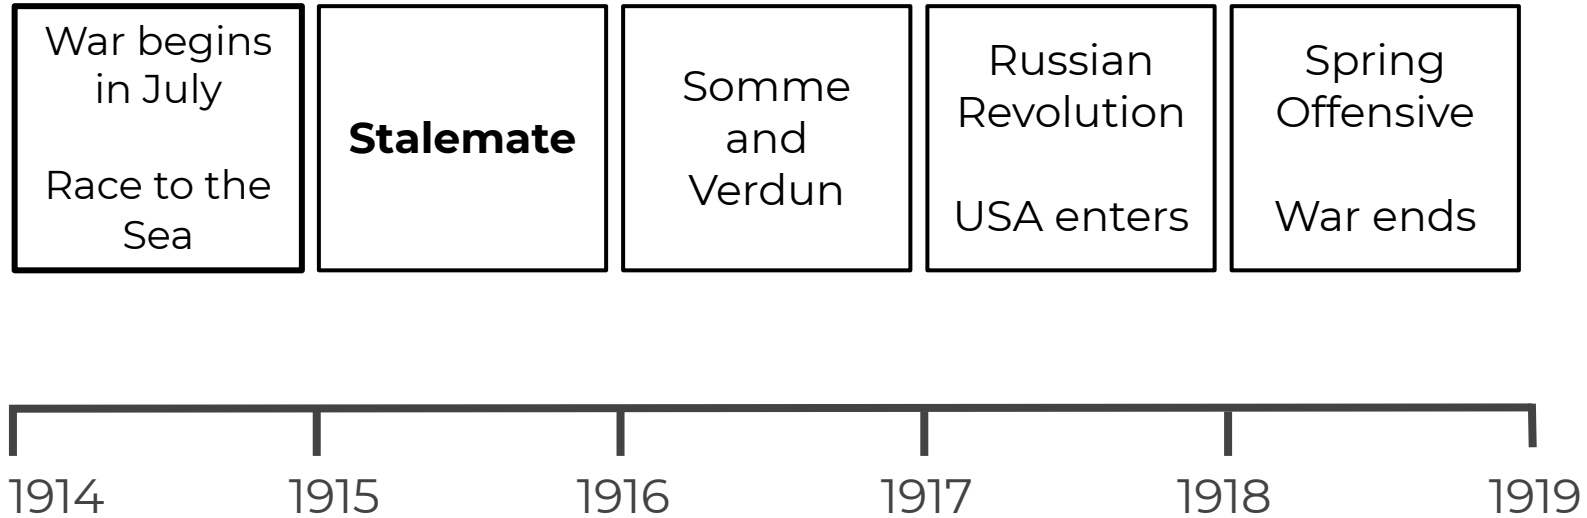 War begins
in July
Race to the
Sea
Stalemate
Somme
and
Verdun
Russian
Revolution
USA enters
Spring
Offensive
War ends
1914
1915
1916
1917
1918
1919